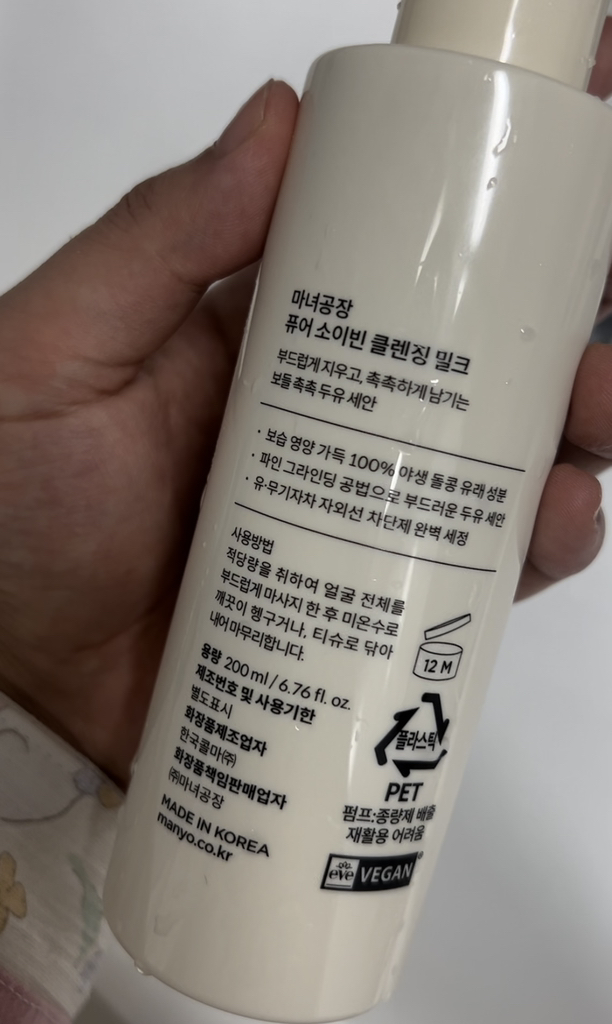 마녀공장
퓨어 소이빈 클렌징 밀크
부드럽게 지우고, 촉촉하게 남기는
보들 촉촉 두유 세안
· 보습 영양 가득 100% 야생 돌콩 유래 성분
· 파인 그라인딩 공법으로 부드러운 두유 세안
· 유·무기자차 자외선 차단제 완벽 세정
사용방법
적당량을 취하여 얼굴 전체를
부드럽게 마사지 한 후 미온수로
깨끗이 헹구거나, 티슈로 닦아
내어 마무리합니다.
용량 200 ml / 6.76 fl. oz.
제조번호 및 사용기한
별도표시
화장품제조업자
한국콜마㈜
화장품책임판매업자
㈜마녀공장
MADE IN KOREA
manyo.co.kr
12 M
플라스틱
PET
펌프:종량제 배출
재활용 어려움
eve VEGAN®